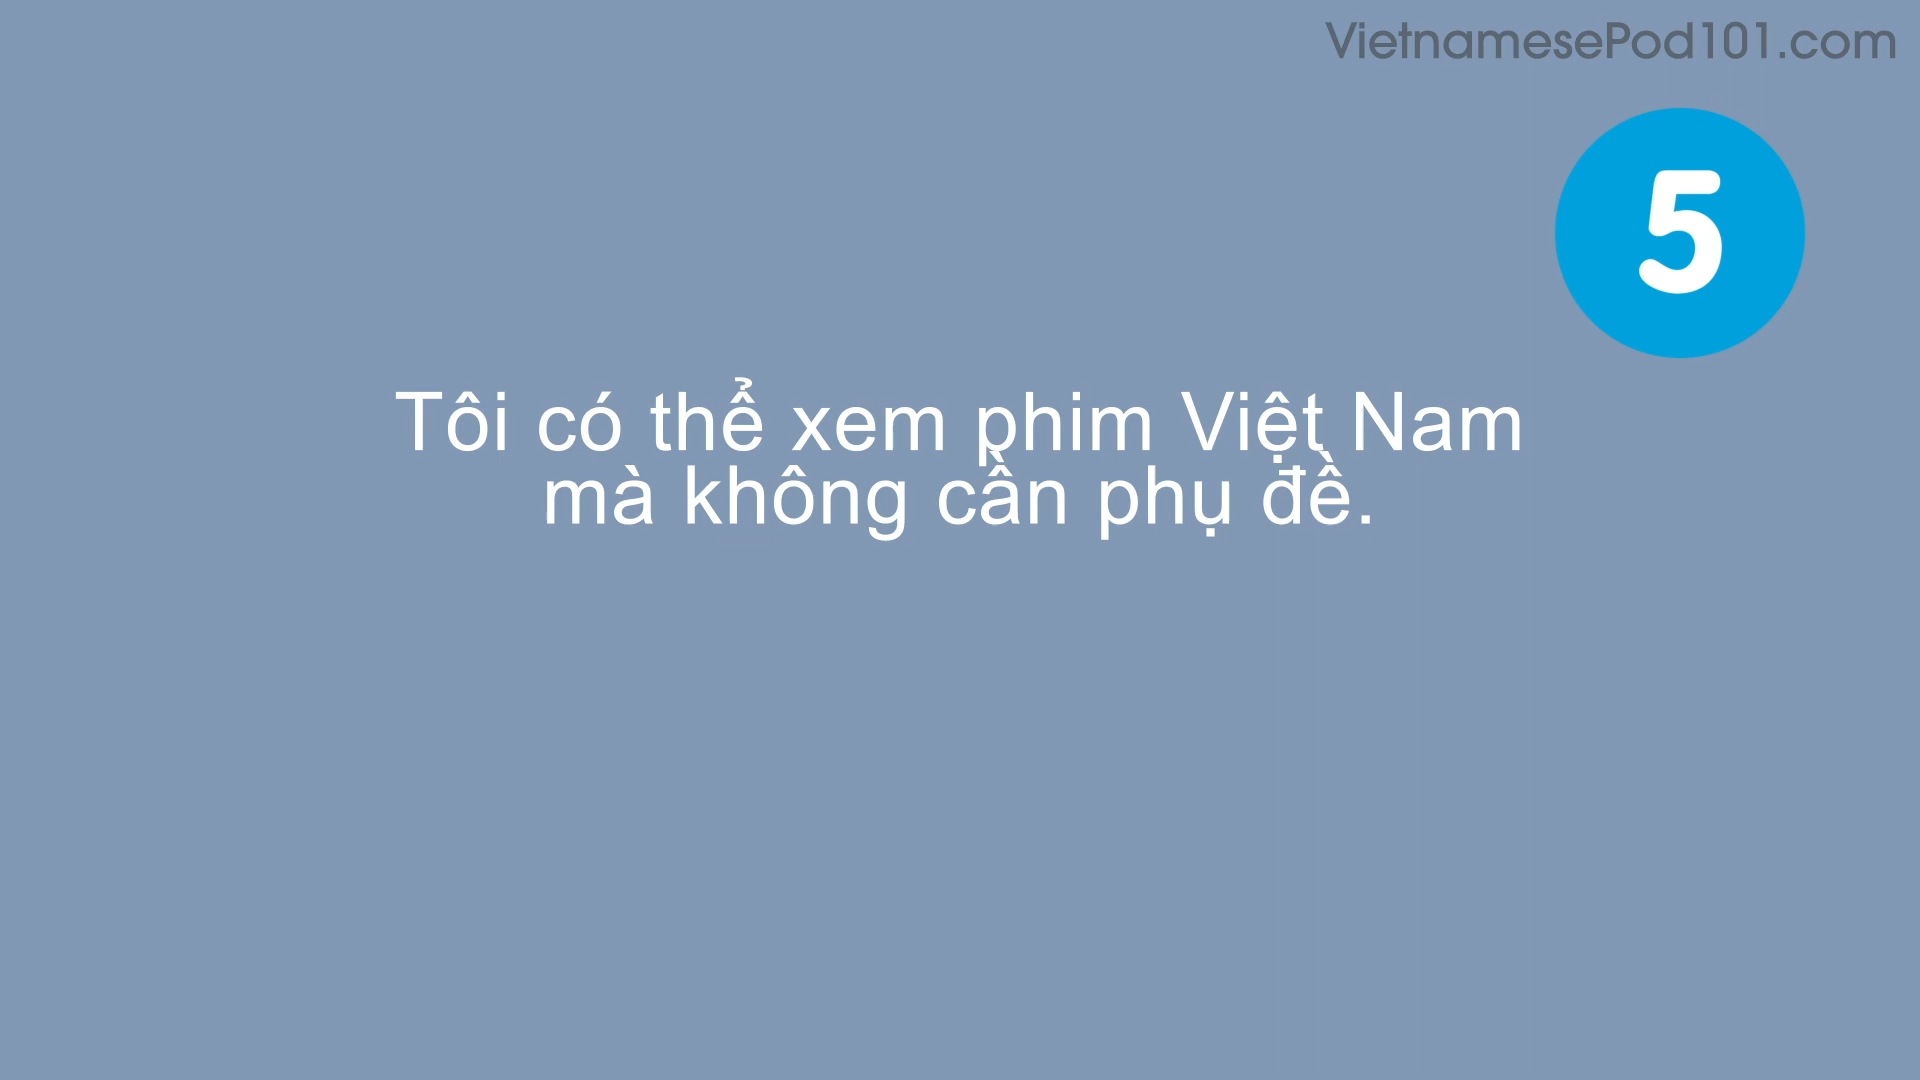 VietnamesePod101.com
5
Tôi có thể xem phim Việt Nam
mà không cần phụ đề.